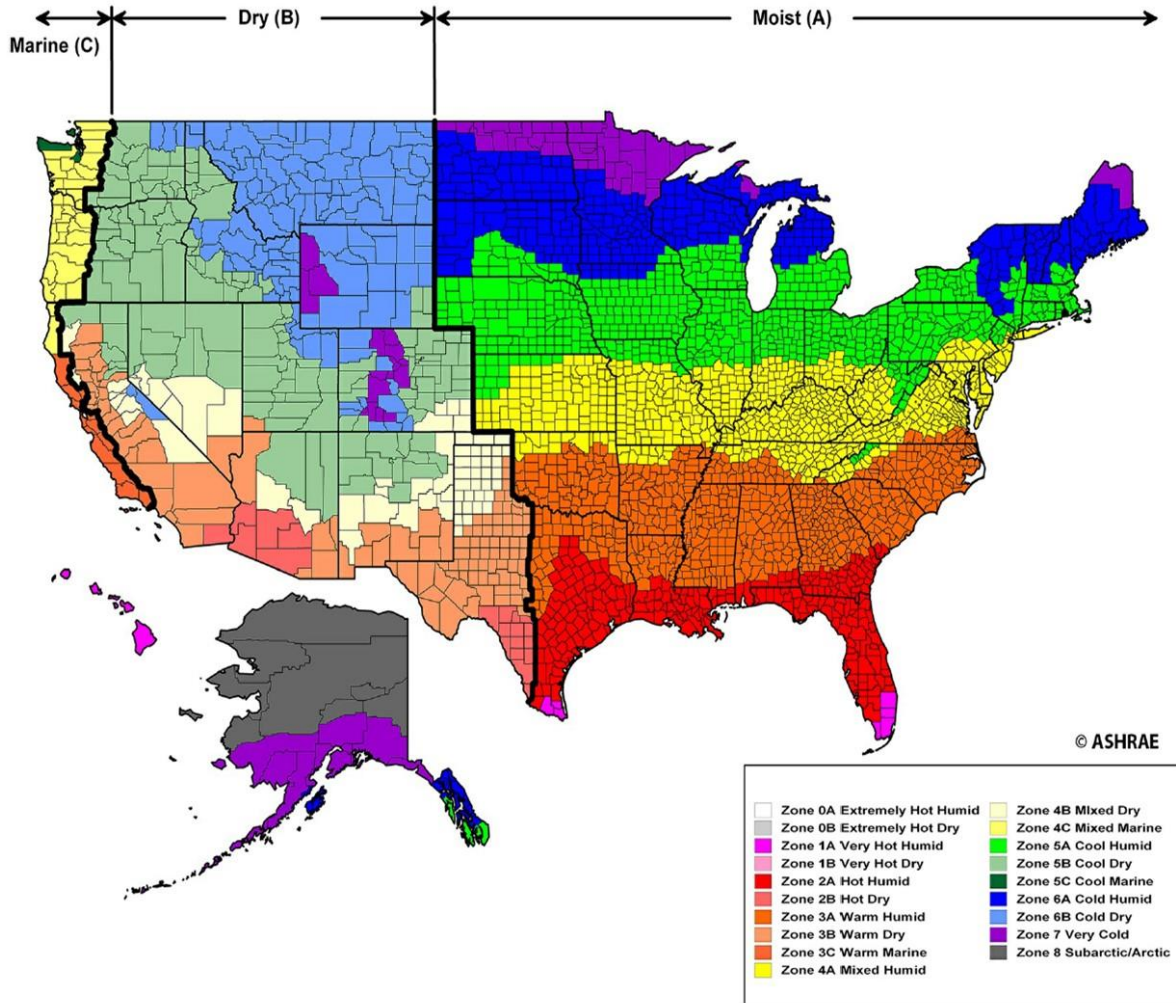 Dry (B)
Moist (A)
Marine (C)
© ASHRAE
Zone 0A Extremely Hot Humid
Zone 0B Extremely Hot Dry
Zone 1A Very Hot Humid
Zone 1B Very Hot Dry
Zone 2A Hot Humid
Zone 2B Hot Dry
Zone 3A Warm Humid
Zone 3B Warm Dry
Zone 3C Warm Marine
Zone 4A Mixed Humid
Zone 4B MIxed Dry
Zone 4C Mixed Marine
Zone 5A Cool Humid
Zone 5B Cool Dry
Zone 5C Cool Marine
Zone 6A Cold Humid
Zone 6B Cold Dry
Zone 7 Very Cold
Zone 8 Subarctic/Arctic